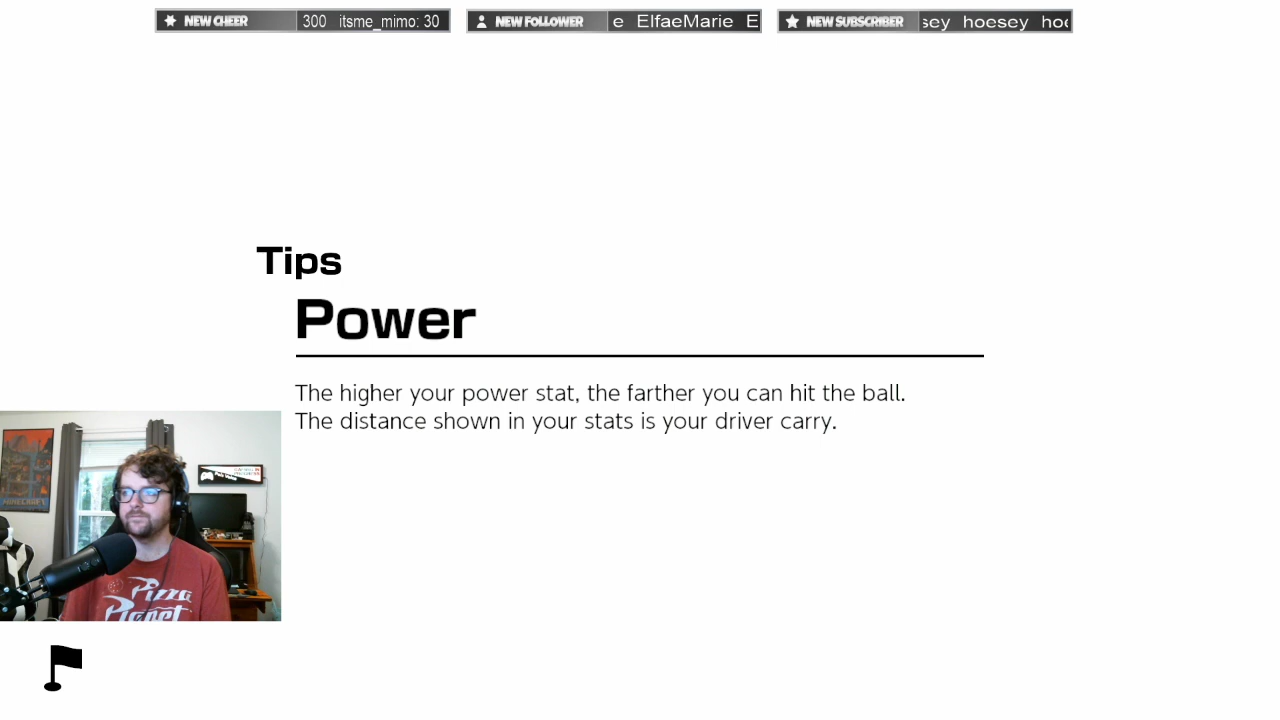 NEW CHEER 300 itsme_mimo: 30
NEW FOLLOWER e ElfaeMarie E
NEW SUBSCRIBER sey hoesey hoe
Tips
Power
The higher your power stat, the farther you can hit the ball.
The distance shown in your stats is your driver carry.
MINECRAFT
Pizza
Planet